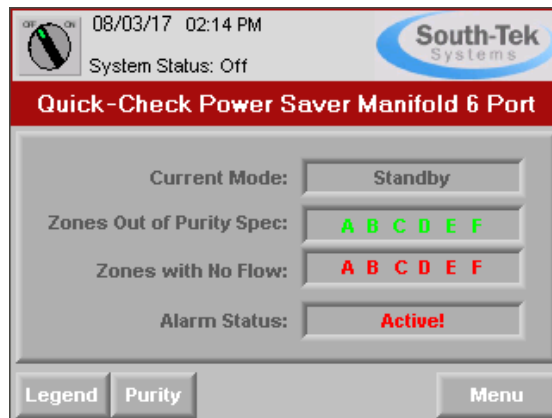 OFF ON
08/03/17 02:14 PM
System Status: Off
South-Tek
Systems
Quick-Check Power Saver Manifold 6 Port
Current Mode: Standby
Zones Out of Purity Spec: A B C D E F
Zones with No Flow: A B C D E F
Alarm Status: Active!
Legend Purity Menu